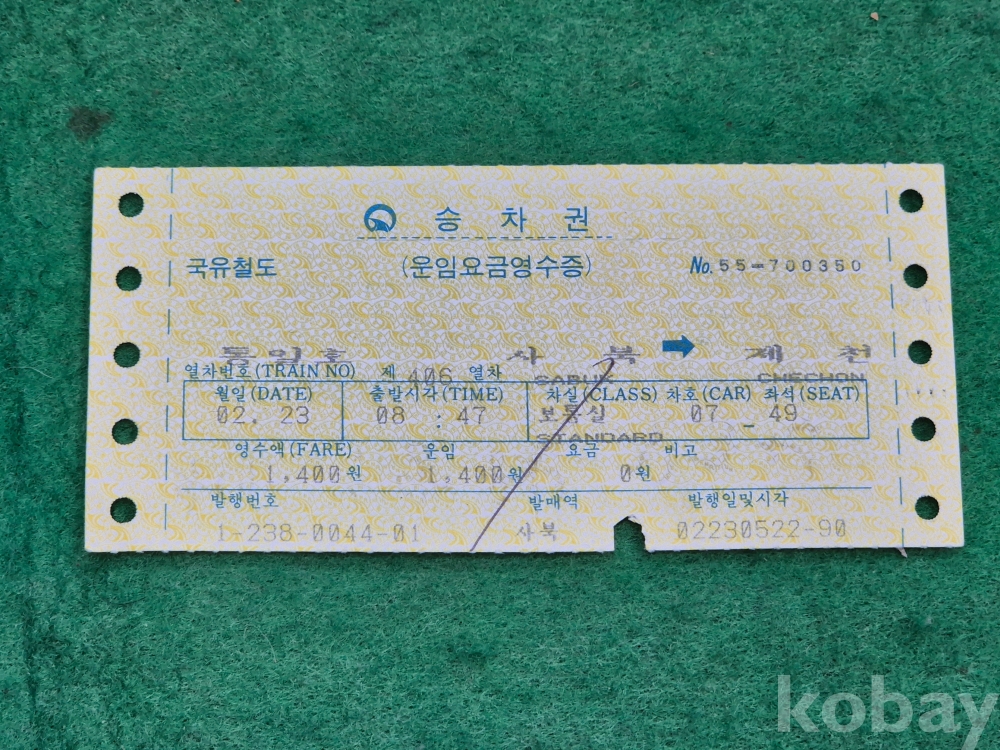 승 차 권
국유철도 (운임요금영수증) No. 55-700350
통일호 사 북 → 제 천
열차번호(TRAIN NO) 제 406 열차 SABUK CHECHON
월일(DATE) 출발시각(TIME) 차실(CLASS) 차호(CAR) 좌석(SEAT)
02. 23 08 : 47 보통실 07 - 49
STANDARD
영수액(FARE) 운임 요금 비고
1,400원 1,400원 0원
발행번호 발매역 발행일및시각
1-238-0044-01 사북 02230522-90
kobay